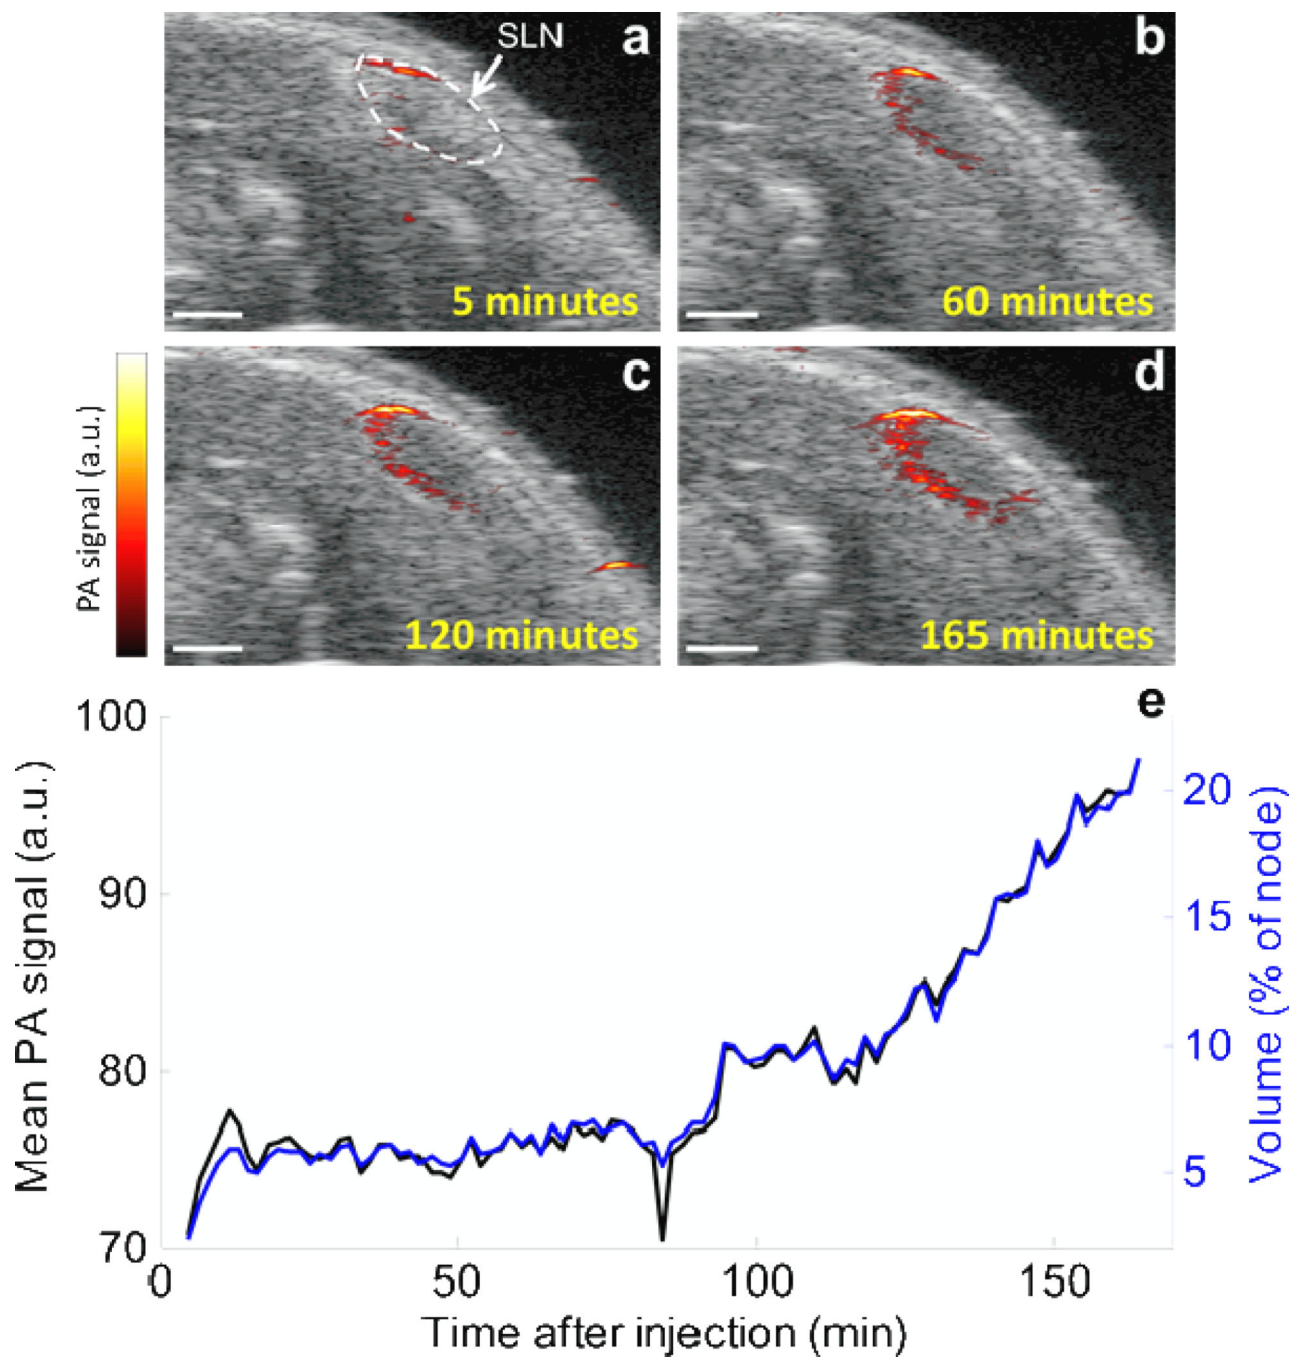 SLN
a
b
5 minutes
60 minutes
c
d
PA signal (a.u.)
120 minutes
165 minutes
e
100
90
80
70
Mean PA signal (a.u.)
20
15
10
5
Volume (% of node)
0
50
100
150
Time after injection (min)